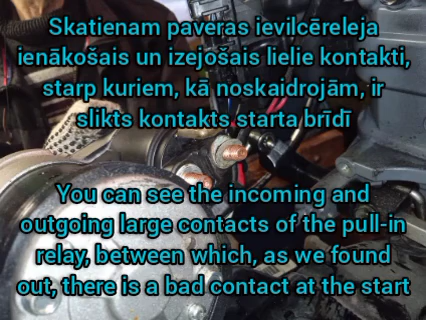 Skatienam paveras ievilcēreleja
ienākošais un izejošais lielie kontakti,
starp kuriem, kā noskaidrojām, ir
slikts kontakts starta brīdī
You can see the incoming and
outgoing large contacts of the pull-in
relay, between which, as we found
out, there is a bad contact at the start